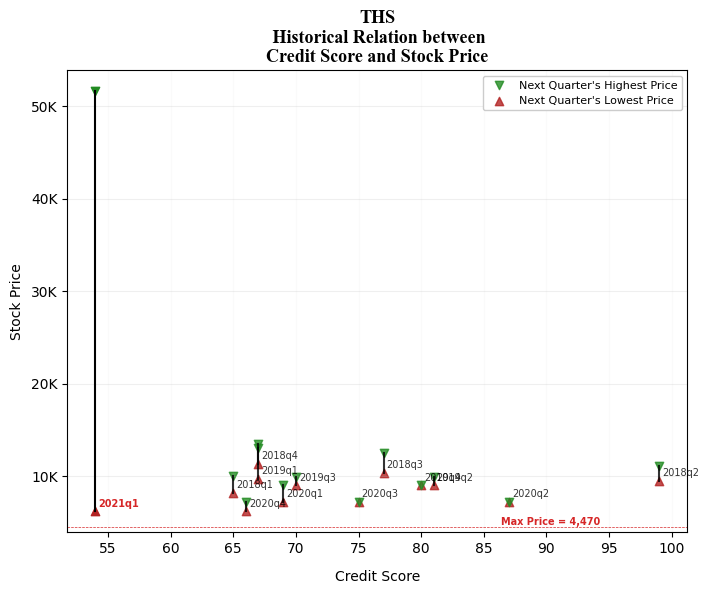 THS
Historical Relation between
Credit Score and Stock Price
Next Quarter's Highest Price
Next Quarter's Lowest Price
50K
40K
30K
20K
10K
Stock Price
2018q4
2019q1
2018q3
2018q2
2018q1
2019q3
2019q4
2019q2
2020q1
2020q3
2020q2
2020q4
2021q1
Max Price = 4,470
55
60
65
70
75
80
85
90
95
100
Credit Score